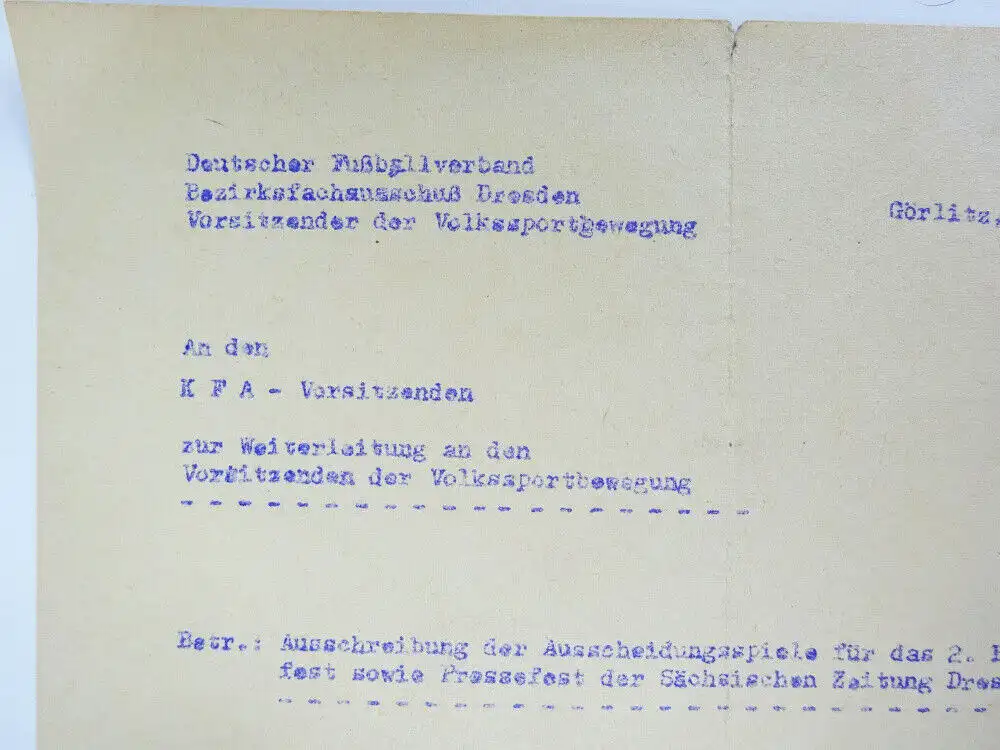 Deutscher Fußballverband
Bezirksfachausschuß Dresden
Vorsitzender der Volkssportbewegung
Görlitz,
An den
K F A - Vorsitzenden
zur Weiterleitung an den
Vorsitzenden der Volkssportbewegung
- - - - - - - - - - - - - - - - - - - -
Betr.: Ausschreibung der Ausscheidungsspiele für das 2.
fest sowie Pressefest der Sächsischen Zeitung Dres
- - - - - - - - - - - - - - - - - - - - - - - - -